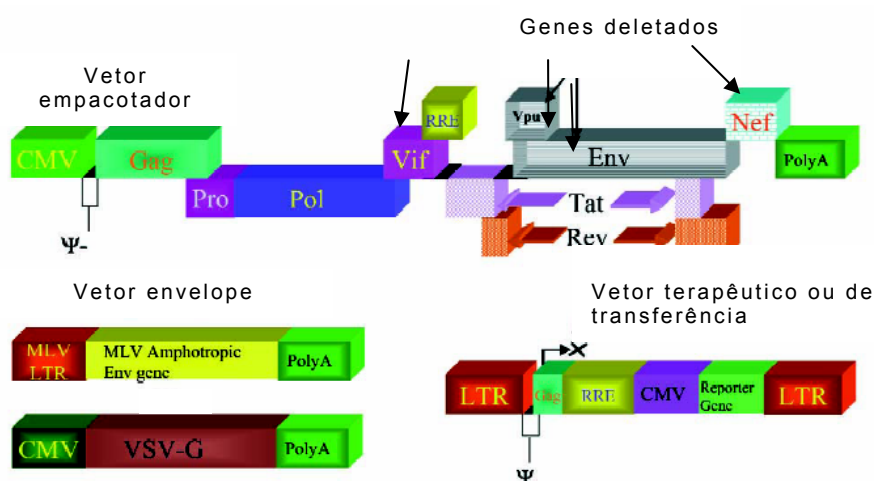 Genes deletados
Vetor
empacotador
CMV
Gag
Pro
Pol
Vif
RRE
Vpu
Env
Nef
PolyA
Tat
Rev
Ψ-
Vetor envelope
MLV
LTR
MLV Amphotropic
Env gene
PolyA
CMV
VSV-G
PolyA
Vetor terapêutico ou de
transferência
LTR
Gag
RRE
CMV
Reporter
Gene
LTR
Ψ